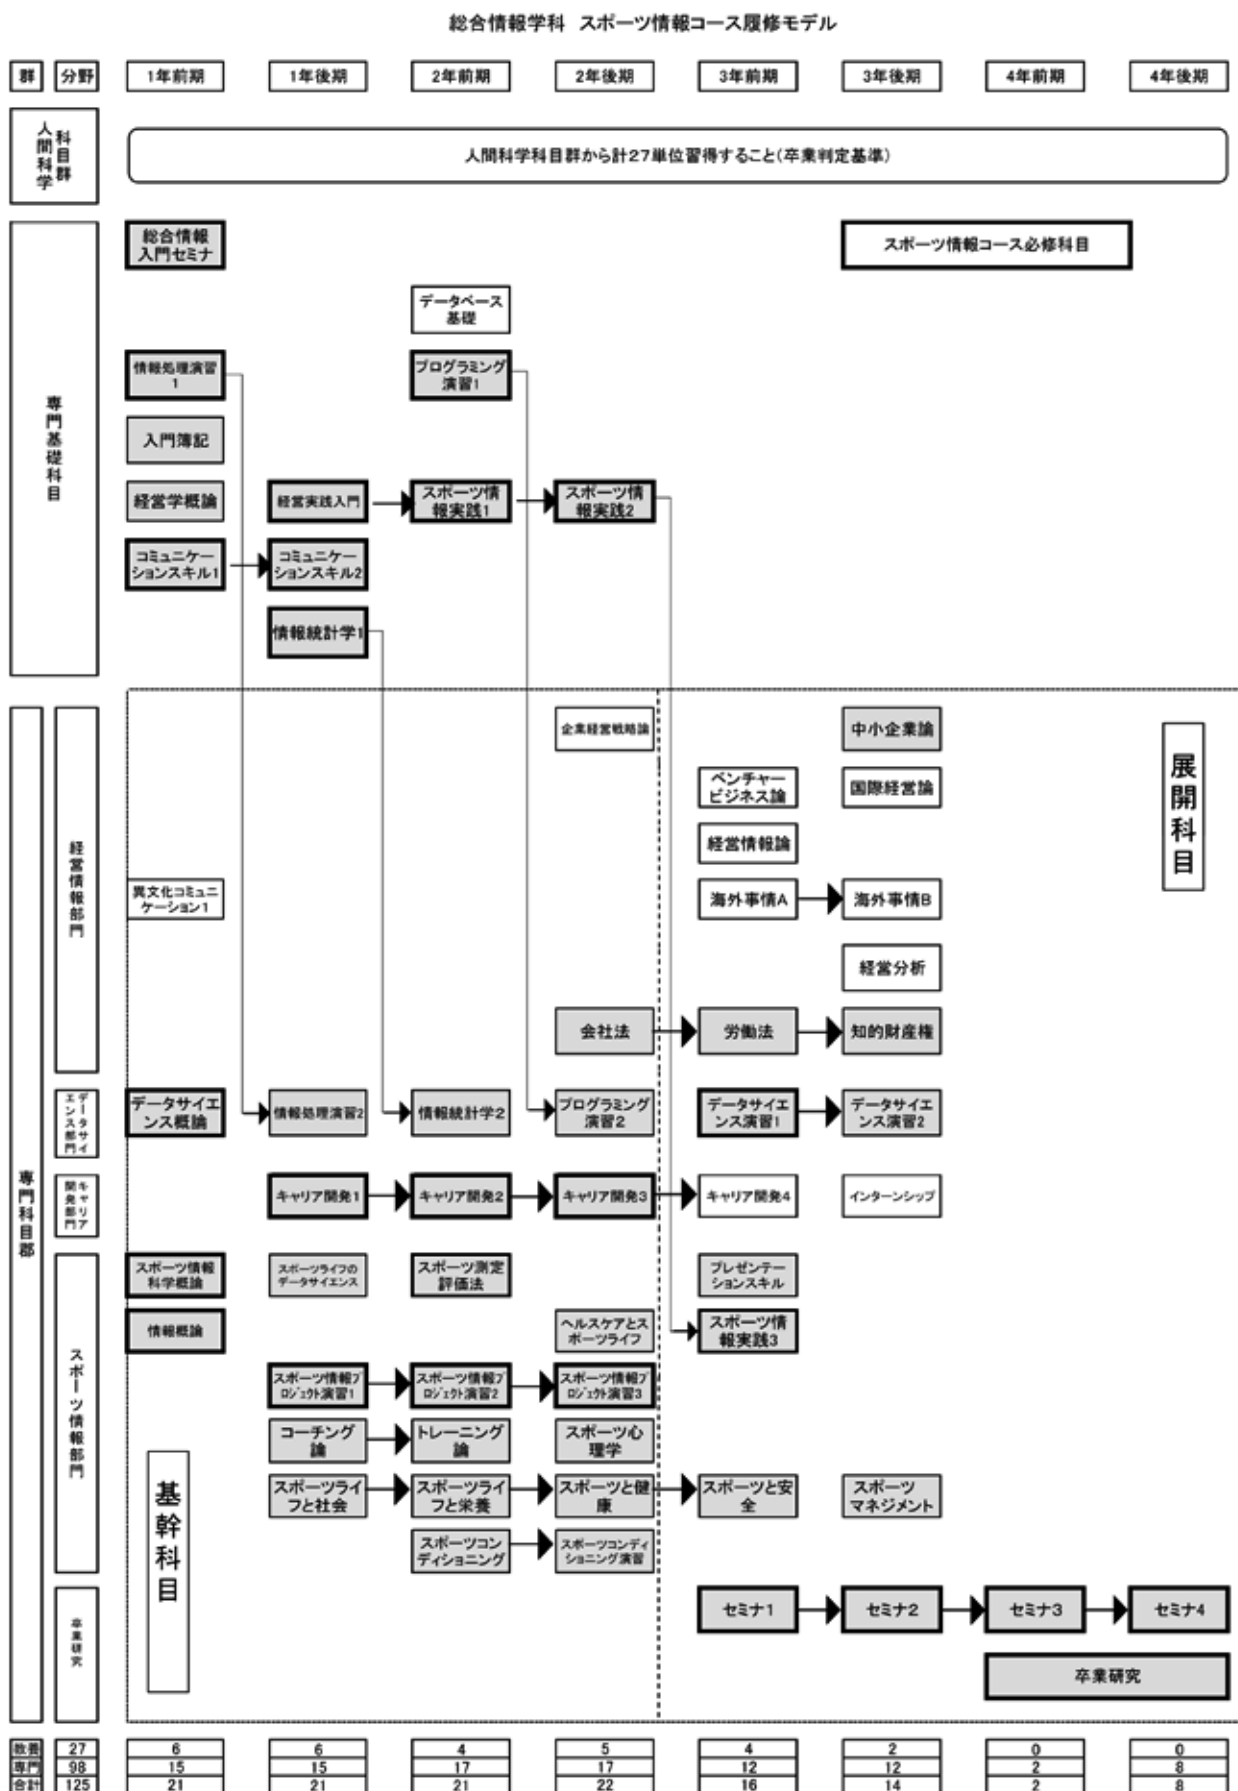 総合情報学科 スポーツ情報コース履修モデル
群 分野 1年前期 1年後期 2年前期 2年後期 3年前期 3年後期 4年前期 4年後期
人間科学
科目群
人間科学科目群から計27単位習得すること(卒業判定基準)
専門基礎科目
総合情報
入門セミナ
スポーツ情報コース必修科目
データベース
基礎
情報処理演習
1
プログラミング
演習1
入門簿記
経営学概論
経営実践入門
スポーツ情
報実践1
スポーツ情
報実践2
コミュニケー
ションスキル1
コミュニケー
ションスキル2
情報統計学1
専門科目郡
経営情報部門
企業経営戦略論
中小企業論
展開科目
ベンチャー
ビジネス論
国際経営論
経営情報論
異文化コミュニ
ケーション1
海外事情A
海外事情B
経営分析
会社法
労働法
知的財産権
データサイ
エンス部門
データサイエ
ンス概論
情報処理演習2
情報統計学2
プログラミング
演習2
データサイエ
ンス演習1
データサイエ
ンス演習2
キャリア
開発部門
キャリア開発1
キャリア開発2
キャリア開発3
キャリア開発4
インターンシップ
スポーツ情報部門
スポーツ情報
科学概論
スポーツライフの
データサイエンス
スポーツ測定
評価法
プレゼンテー
ションスキル
情報概論
ヘルスケアとス
ポーツライフ
スポーツ情
報実践3
スポーツ情報プ
ロジェクト演習1
スポーツ情報プ
ロジェクト演習2
スポーツ情報プ
ロジェクト演習3
コーチング
論
トレーニング
論
スポーツ心
理学
基幹科目
スポーツライ
フと社会
スポーツライ
フと栄養
スポーツと健
康
スポーツと安
全
スポーツ
マネジメント
スポーツコン
ディショニング
スポーツコンディ
ショニング演習
卒業研究
セミナ1
セミナ2
セミナ3
セミナ4
卒業研究
教養 27 6 6 4 5 4 2 0 0
専門 98 15 15 17 17 12 12 2 8
合計 125 21 21 21 22 16 14 2 8